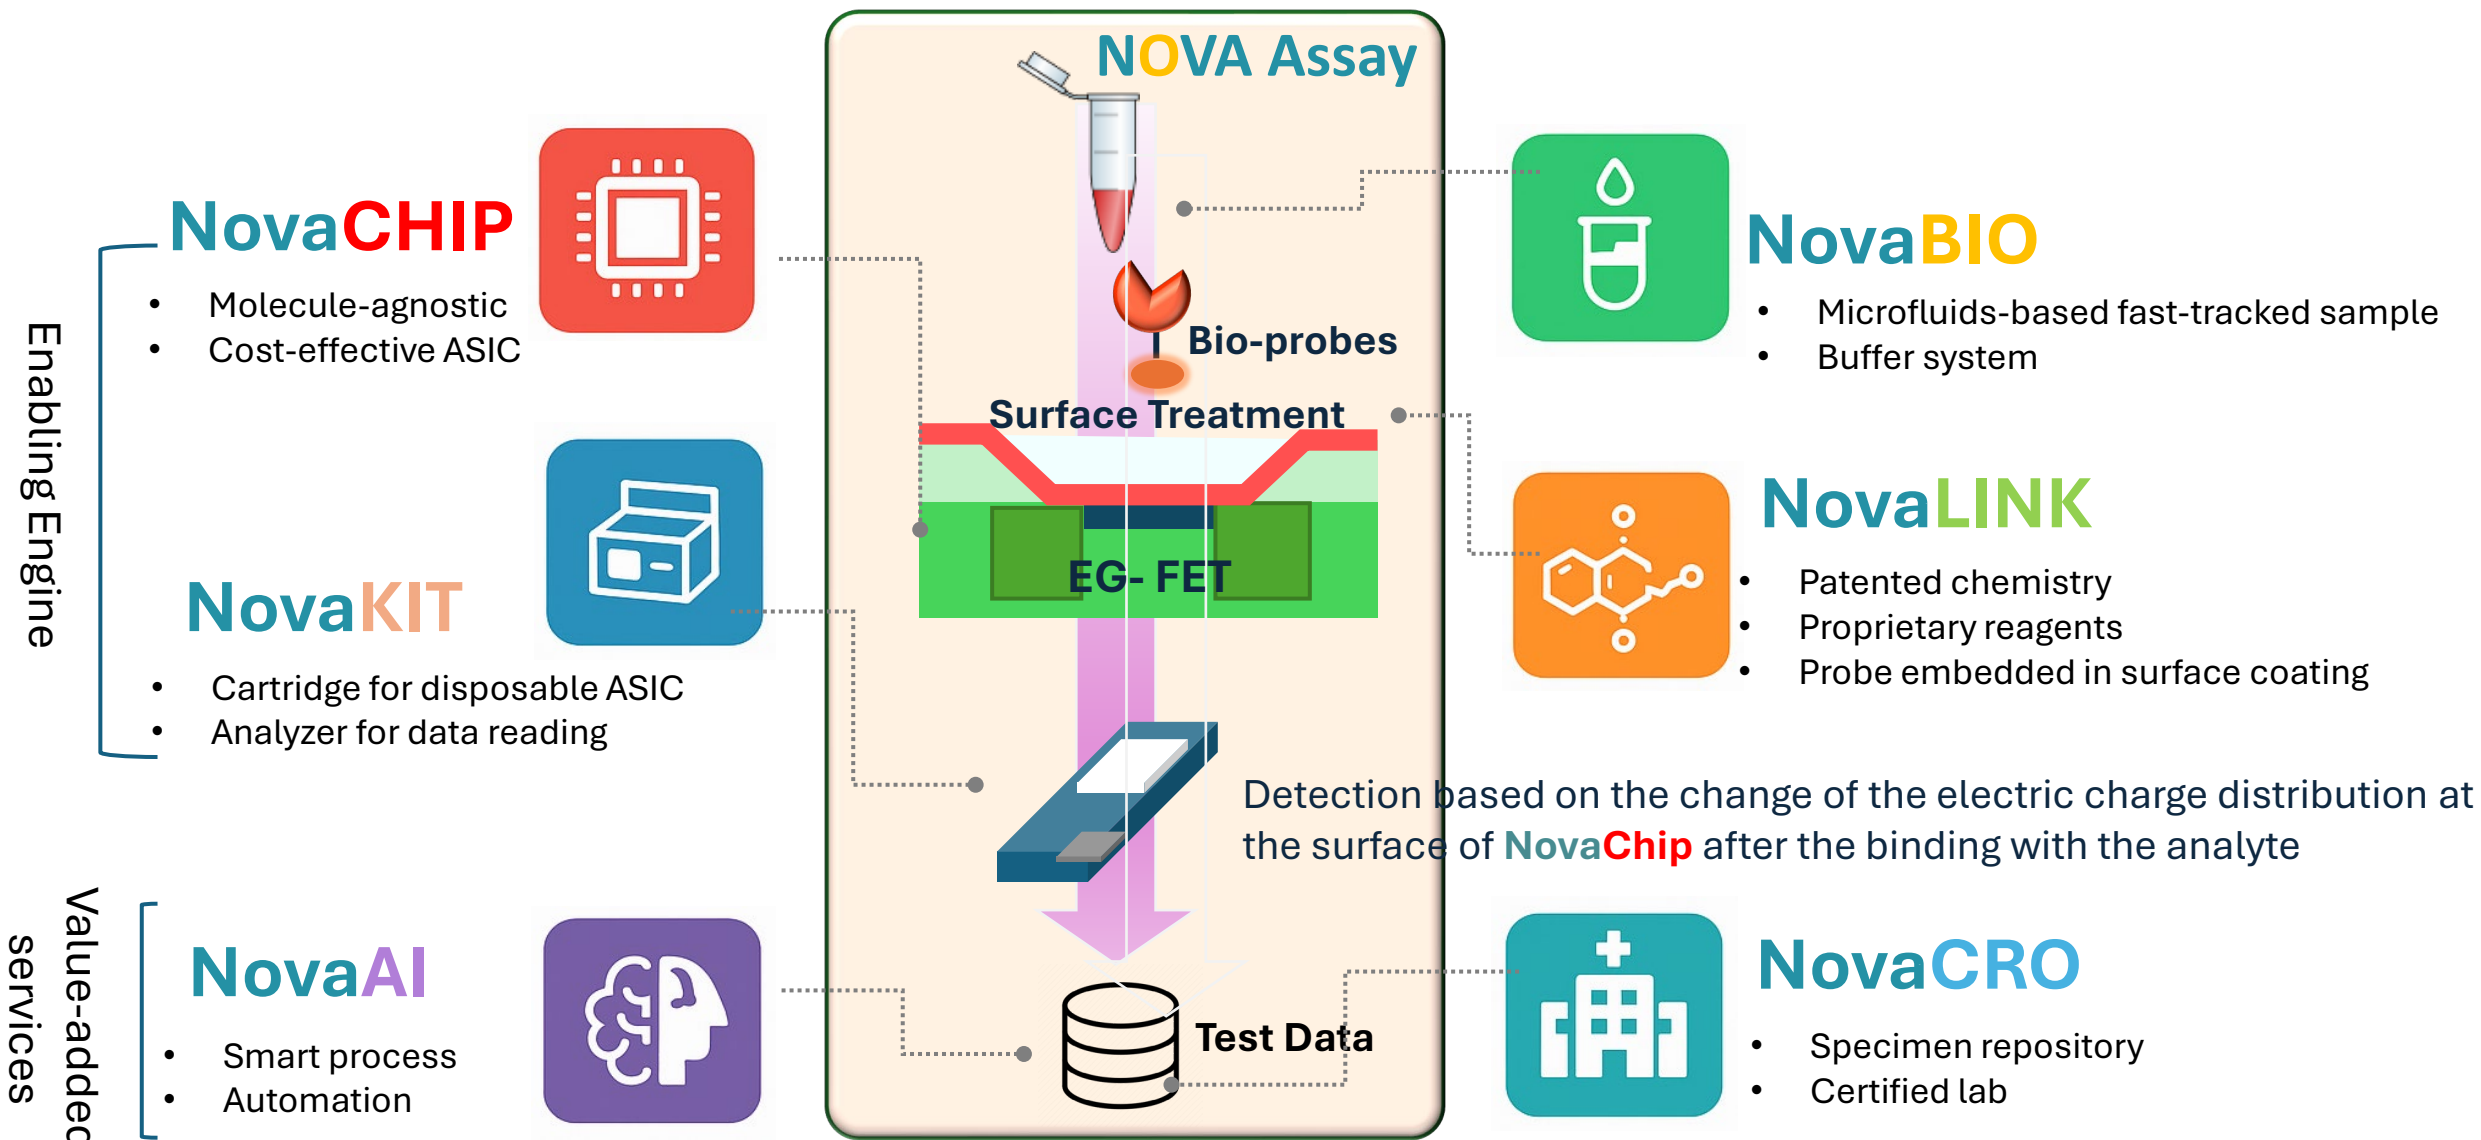 NOVA Assay
Enabling Engine
NovaCHIP
• Molecule-agnostic
• Cost-effective ASIC
NovaKIT
• Cartridge for disposable ASIC
• Analyzer for data reading
Value-added
services
NovaAI
• Smart process
• Automation
Bio-probes
Surface Treatment
EG- FET
Test Data
NovaBIO
• Microfluids-based fast-tracked sample
• Buffer system
NovaLINK
• Patented chemistry
• Proprietary reagents
• Probe embedded in surface coating
Detection based on the change of the electric charge distribution at
the surface of NovaChip after the binding with the analyte
NovaCRO
• Specimen repository
• Certified lab